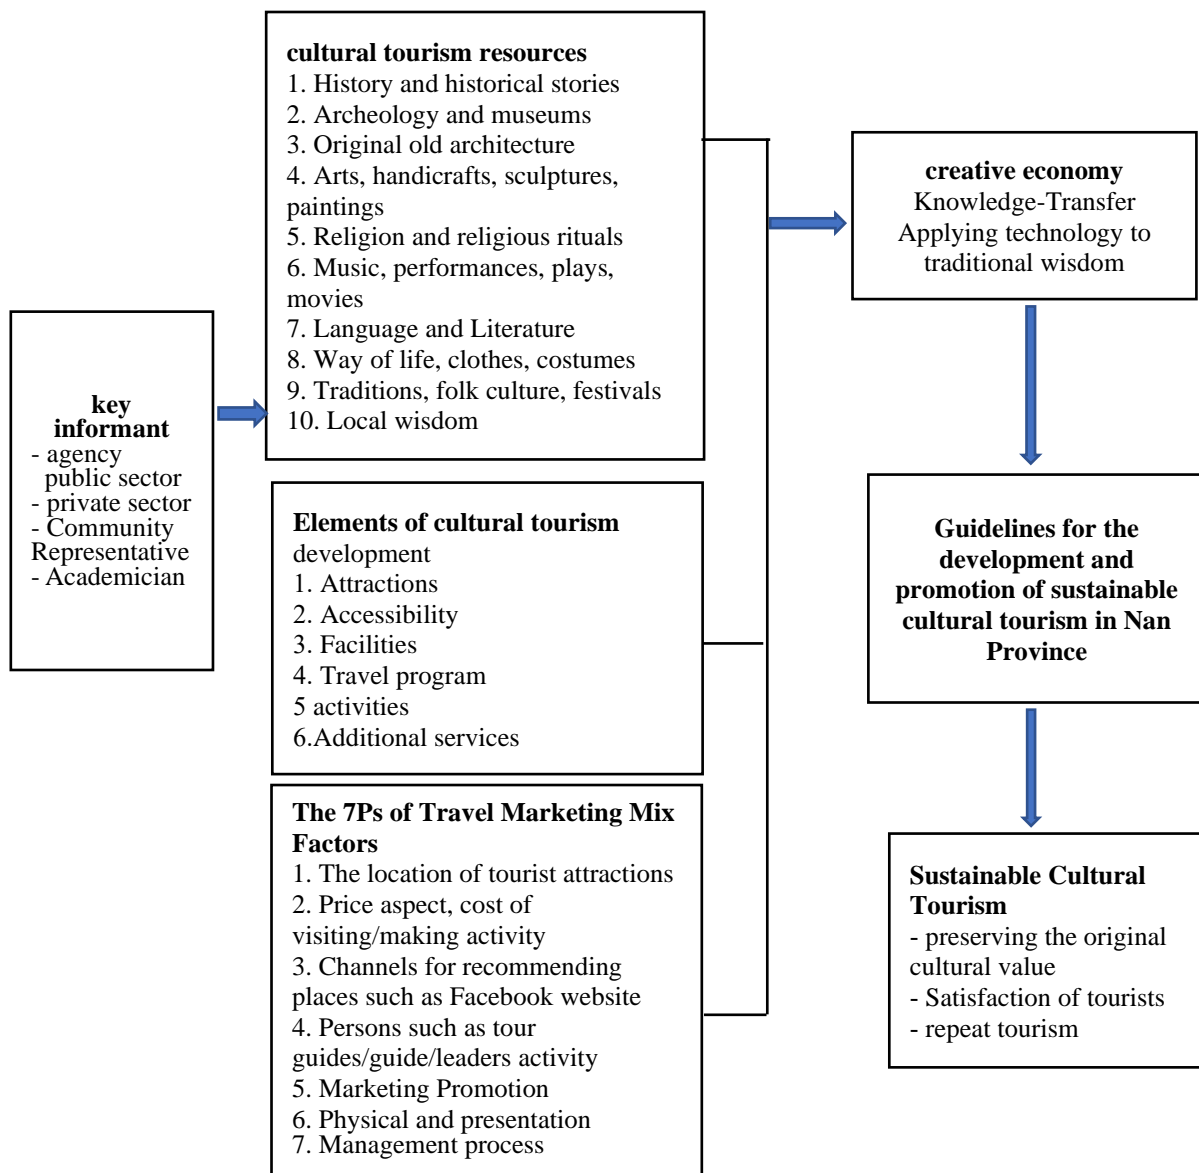 key
informant
- agency
public sector
- private sector
- Community
Representative
- Academician
cultural tourism resources
1. History and historical stories
2. Archeology and museums
3. Original old architecture
4. Arts, handicrafts, sculptures,
paintings
5. Religion and religious rituals
6. Music, performances, plays,
movies
7. Language and Literature
8. Way of life, clothes, costumes
9. Traditions, folk culture, festivals
10. Local wisdom
Elements of cultural tourism
development
1. Attractions
2. Accessibility
3. Facilities
4. Travel program
5 activities
6.Additional services
The 7Ps of Travel Marketing Mix
Factors
1. The location of tourist attractions
2. Price aspect, cost of
visiting/making activity
3. Channels for recommending
places such as Facebook website
4. Persons such as tour
guides/guide/leaders activity
5. Marketing Promotion
6. Physical and presentation
7. Management process
creative economy
Knowledge-Transfer
Applying technology to
traditional wisdom
Guidelines for the
development and
promotion of sustainable
cultural tourism in Nan
Province
Sustainable Cultural
Tourism
- preserving the original
cultural value
- Satisfaction of tourists
- repeat tourism